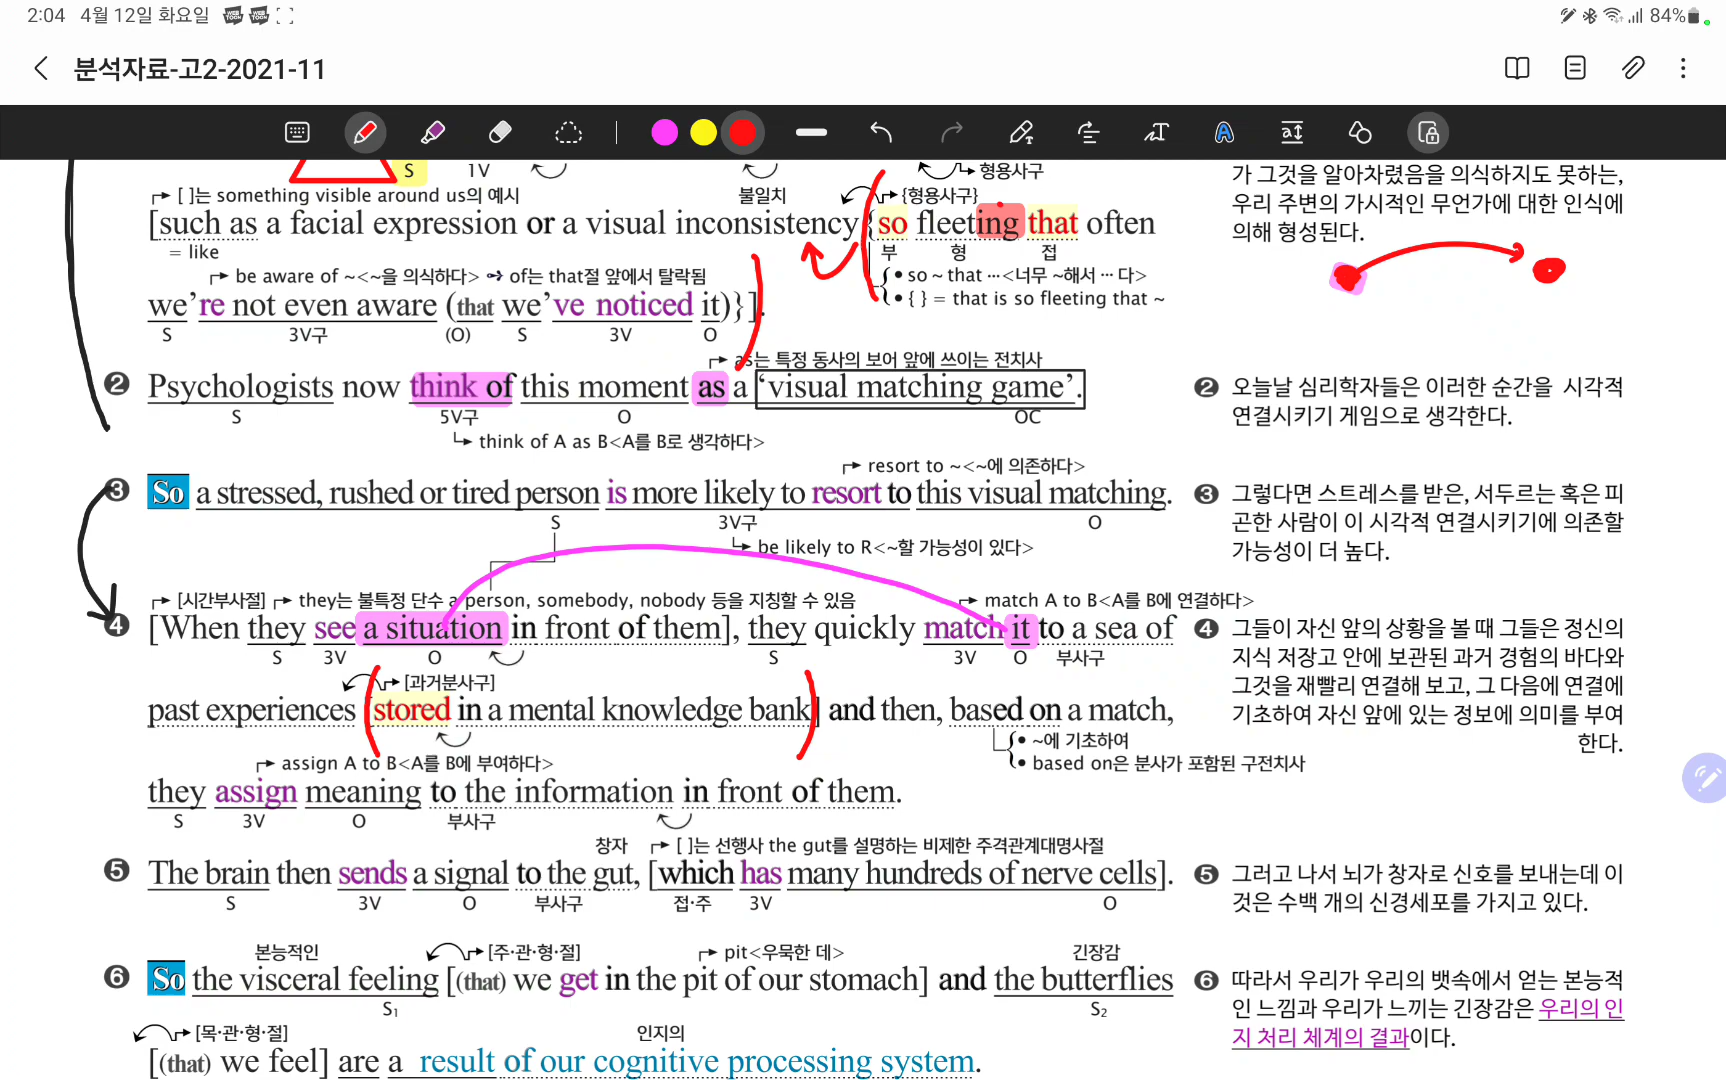 2:04 4월 12일 화요일
84%
분석자료-고2-2021-11
S 1V 형용사구
[ ]는 something visible around us의 예시 불일치 {형용사구}
[such as a facial expression or a visual inconsistency {so fleeting that often
= like 부 형 접
be aware of ~<~을 의식하다> of는 that절 앞에서 탈락됨
• so ~ that ···<너무 ~해서 ··· 다>
• { } = that is so fleeting that ~
we're not even aware (that we've noticed it)}].
S 3V구 (O) S 3V O
가 그것을 알아차렸음을 의식하지도 못하는,
우리 주변의 가시적인 무언가에 대한 인식에
의해 형성된다.
as는 특정 동사의 보어 앞에 쓰이는 전치사
❷ Psychologists now think of this moment as a 'visual matching game'.
S 5V구 O OC
think of A as B<A를 B로 생각하다>
❷ 오늘날 심리학자들은 이러한 순간을 시각적
연결시키기 게임으로 생각한다.
resort to ~<~에 의존하다>
❸ So a stressed, rushed or tired person is more likely to resort to this visual matching.
S 3V구 O
be likely to R<~할 가능성이 있다>
❸ 그렇다면 스트레스를 받은, 서두르는 혹은 피
곤한 사람이 이 시각적 연결시키기에 의존할
가능성이 더 높다.
[시간부사절] they는 불특정 단수 a person, somebody, nobody 등을 지칭할 수 있음 match A to B<A를 B에 연결하다>
❹ [When they see a situation in front of them], they quickly match it to a sea of
S 3V O S 3V O 부사구
[과거분사구]
past experiences [stored in a mental knowledge bank] and then, based on a match,
• ~에 기초하여
• based on은 분사가 포함된 구전치사
assign A to B<A를 B에 부여하다>
they assign meaning to the information in front of them.
S 3V O 부사구
❹ 그들이 자신 앞의 상황을 볼 때 그들은 정신의
지식 저장고 안에 보관된 과거 경험의 바다와
그것을 재빨리 연결해 보고, 그 다음에 연결에
기초하여 자신 앞에 있는 정보에 의미를 부여
한다.
창자 [ ]는 선행사 the gut를 설명하는 비제한 주격관계대명사절
❺ The brain then sends a signal to the gut, [which has many hundreds of nerve cells].
S 3V O 부사구 접·주 3V O
❺ 그러고 나서 뇌가 창자로 신호를 보내는데 이
것은 수백 개의 신경세포를 가지고 있다.
본능적인 [주·관·형·절] pit<우묵한 데> 긴장감
❻ So the visceral feeling [(that) we get in the pit of our stomach] and the butterflies
S₁ S₂
[목·관·형·절] 인지의
[(that) we feel] are a result of our cognitive processing system.
❻ 따라서 우리가 우리의 뱃속에서 얻는 본능적
인 느낌과 우리가 느끼는 긴장감은 우리의 인
지 처리 체계의 결과이다.